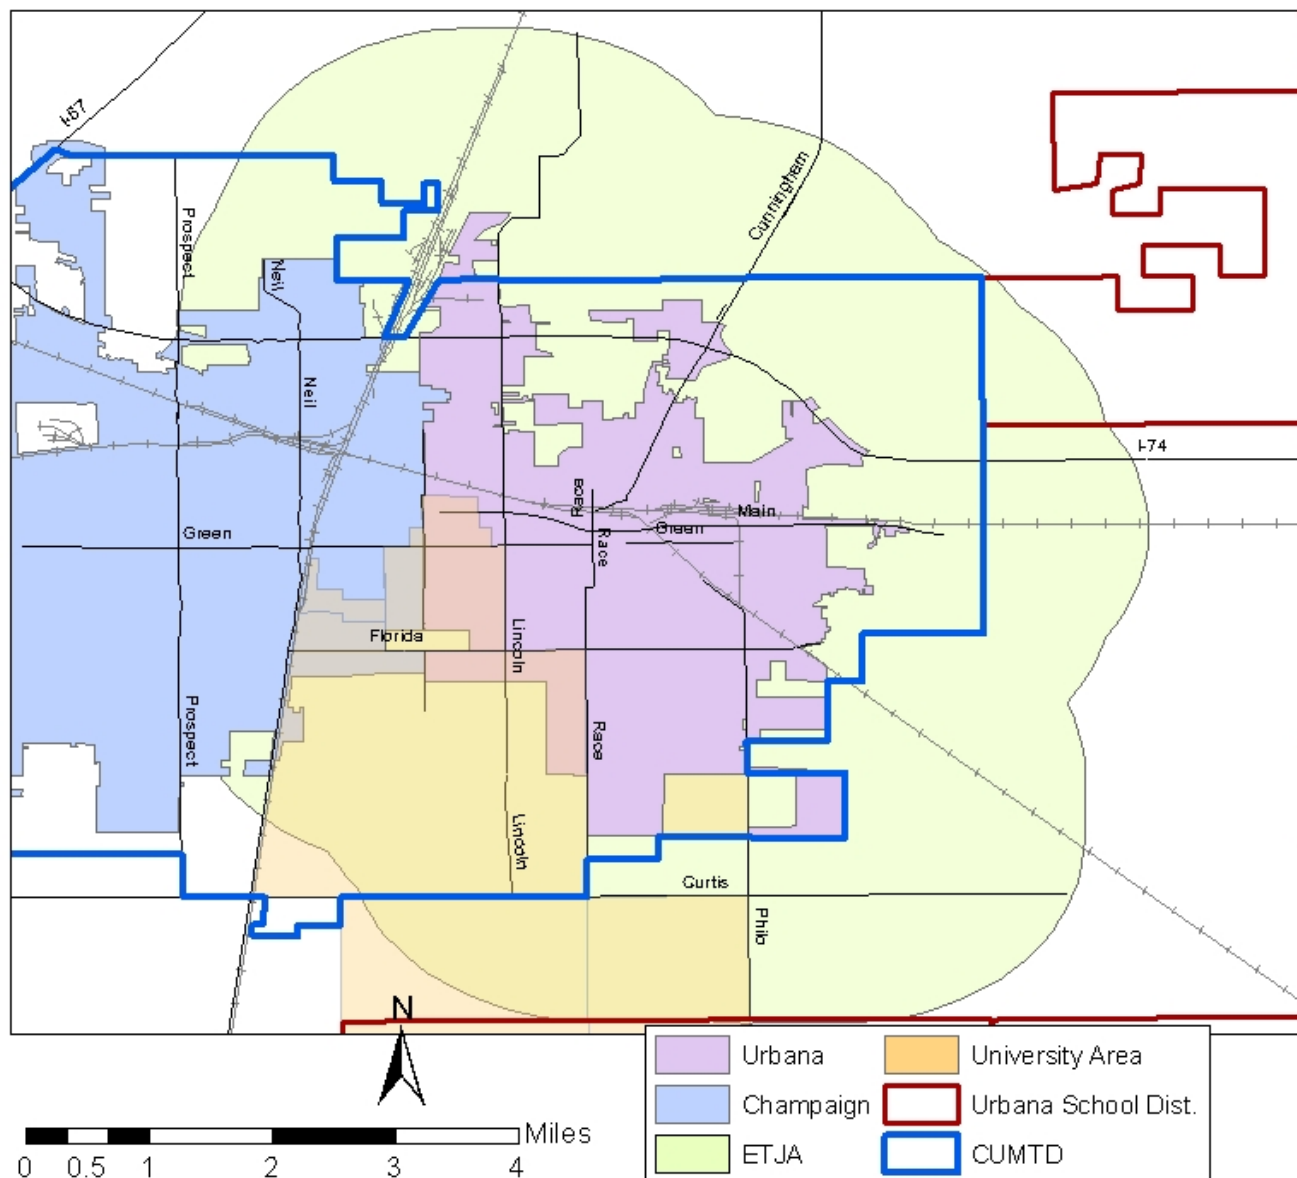 I-57
Cunningham
Prospect
Neil
Neil
I-74
Race
Main
Green
Green
Race
Florida
Lincoln
Prospect
Race
Lincoln
Curtis
Philo
N
Urbana
University Area
Champaign
Urbana School Dist.
ETJA
CUMTD
Miles
0 0.5 1 2 3 4